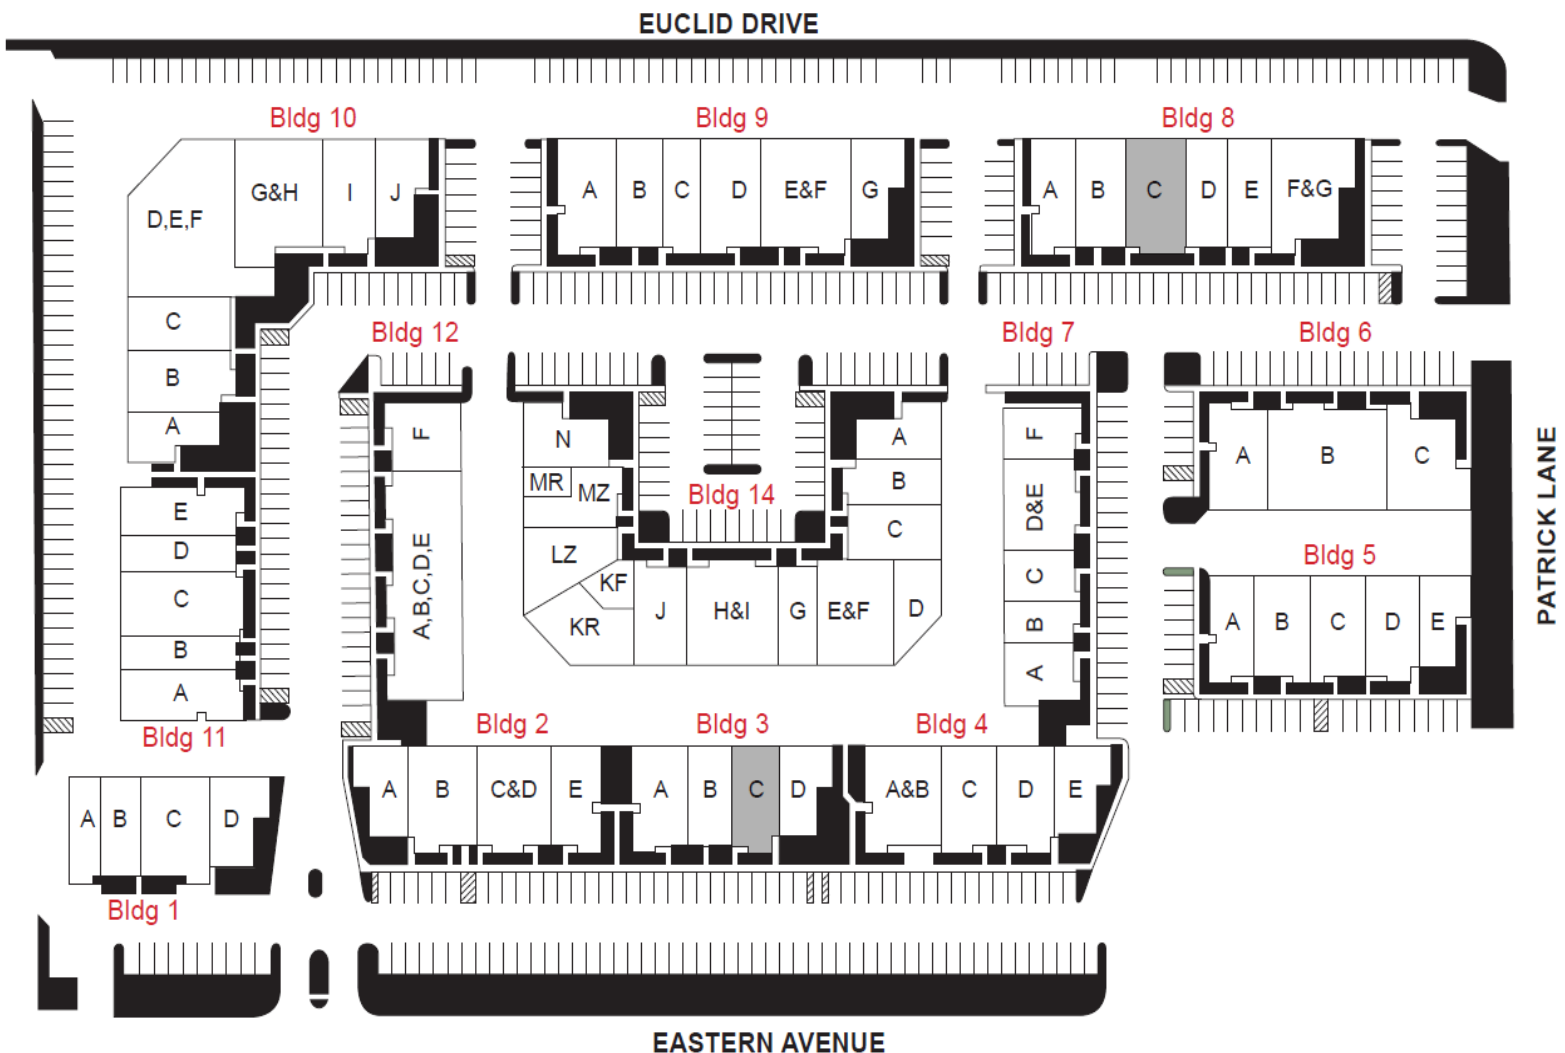 EUCLID DRIVE
Bldg 10
Bldg 9
Bldg 8
D,E,F
G&H
I
J
A
B
C
D
E&F
G
A
B
C
D
E
F&G
C
B
A
Bldg 12
Bldg 7
Bldg 6
F
A,B,C,D,E
N
MR
MZ
LZ
KF
KR
J
H&I
G
E&F
D
C
B
A
Bldg 14
F
D&E
C
B
A
A
B
C
Bldg 5
A
B
C
D
E
PATRICK LANE
E
D
C
B
A
Bldg 11
Bldg 2
Bldg 3
Bldg 4
A
B
C&D
E
A
B
C
D
A&B
C
D
E
A
B
C
D
Bldg 1
EASTERN AVENUE